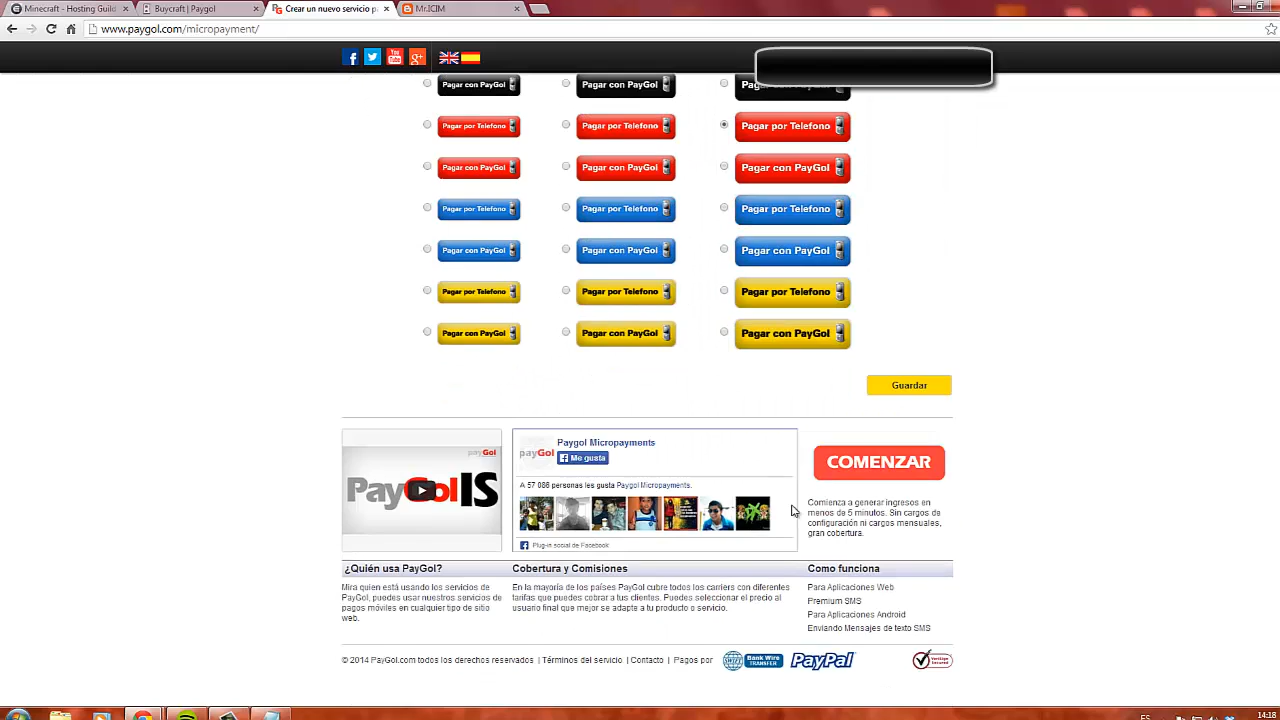 Minecraft - Hosting Guild
Buycraft | Paygol
Crear un nuevo servicio p
Mr.ICIM
www.paygol.com/micropayment/
Pagar con PayGol Pagar con PayGol
Pagar por Telefono Pagar por Telefono Pagar por Telefono
Pagar con PayGol Pagar con PayGol Pagar con PayGol
Pagar por Telefono Pagar por Telefono Pagar por Telefono
Pagar con PayGol Pagar con PayGol Pagar con PayGol
Pagar por Telefono Pagar por Telefono Pagar por Telefono
Pagar con PayGol Pagar con PayGol Pagar con PayGol
Guardar
payGol
PayGol IS
payGol
Paygol Micropayments
Me gusta
A 57 086 personas les gusta Paygol Micropayments.
Plug-in social de Facebook
COMENZAR
Comienza a generar ingresos en
menos de 5 minutos. Sin cargos de
configuración ni cargos mensuales,
gran cobertura.
¿Quién usa PayGol?
Mira quien está usando los servicios de
PayGol, puedes usar nuestros servicios de
pagos móviles en cualquier tipo de sitio
web.
Cobertura y Comisiones
En la mayoría de los países PayGol cubre todos los carriers con diferentes
tarifas que puedes cobrar a tus clientes. Puedes seleccionar el precio al
usuario final que mejor se adapte a tu producto o servicio.
Como funciona
Para Aplicaciones Web
Premium SMS
Para Aplicaciones Android
Enviando Mensajes de texto SMS
© 2014 PayGol.com todos los derechos reservados | Términos del servicio | Contacto | Pagos por
SWIFT Bank Wire TRANSFER
PayPal
ES
14:18